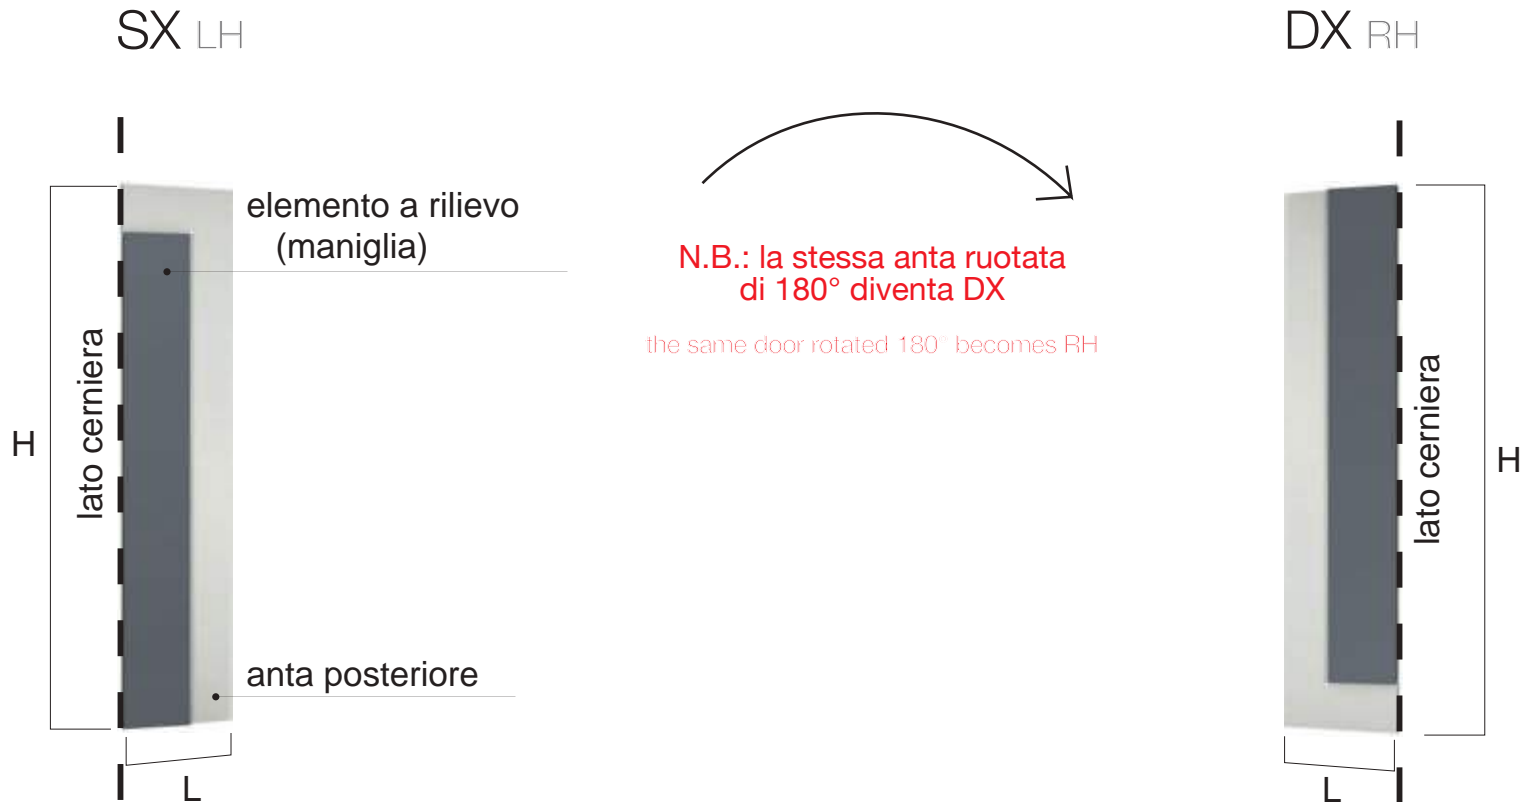 SX LH
DX RH
elemento a rilievo
(maniglia)
N.B.: la stessa anta ruotata
di 180° diventa DX
the same door rotated 180° becomes RH
lato cerniera
lato cerniera
H
H
anta posteriore
L
L